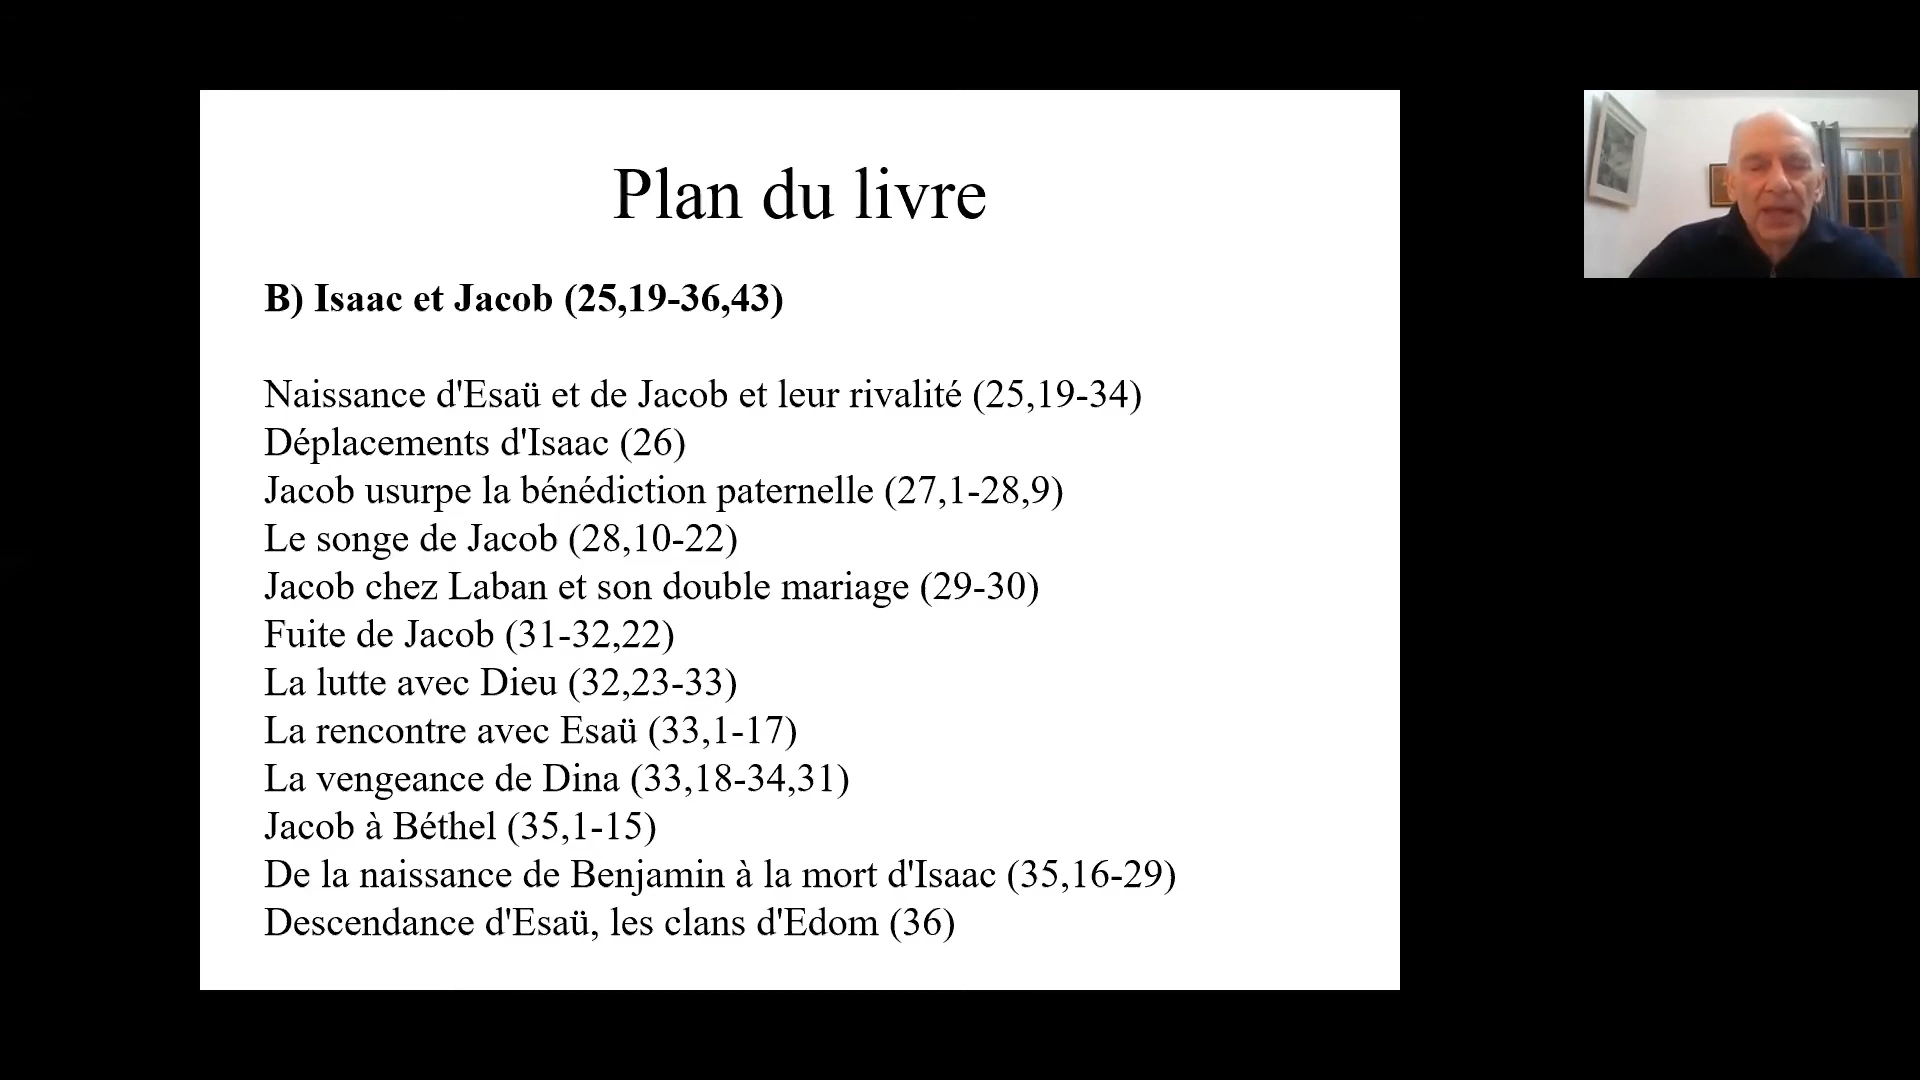 Plan du livre
B) Isaac et Jacob (25,19-36,43)
Naissance d'Esaü et de Jacob et leur rivalité (25,19-34)
Déplacements d'Isaac (26)
Jacob usurpe la bénédiction paternelle (27,1-28,9)
Le songe de Jacob (28,10-22)
Jacob chez Laban et son double mariage (29-30)
Fuite de Jacob (31-32,22)
La lutte avec Dieu (32,23-33)
La rencontre avec Esaü (33,1-17)
La vengeance de Dina (33,18-34,31)
Jacob à Béthel (35,1-15)
De la naissance de Benjamin à la mort d'Isaac (35,16-29)
Descendance d'Esaü, les clans d'Edom (36)